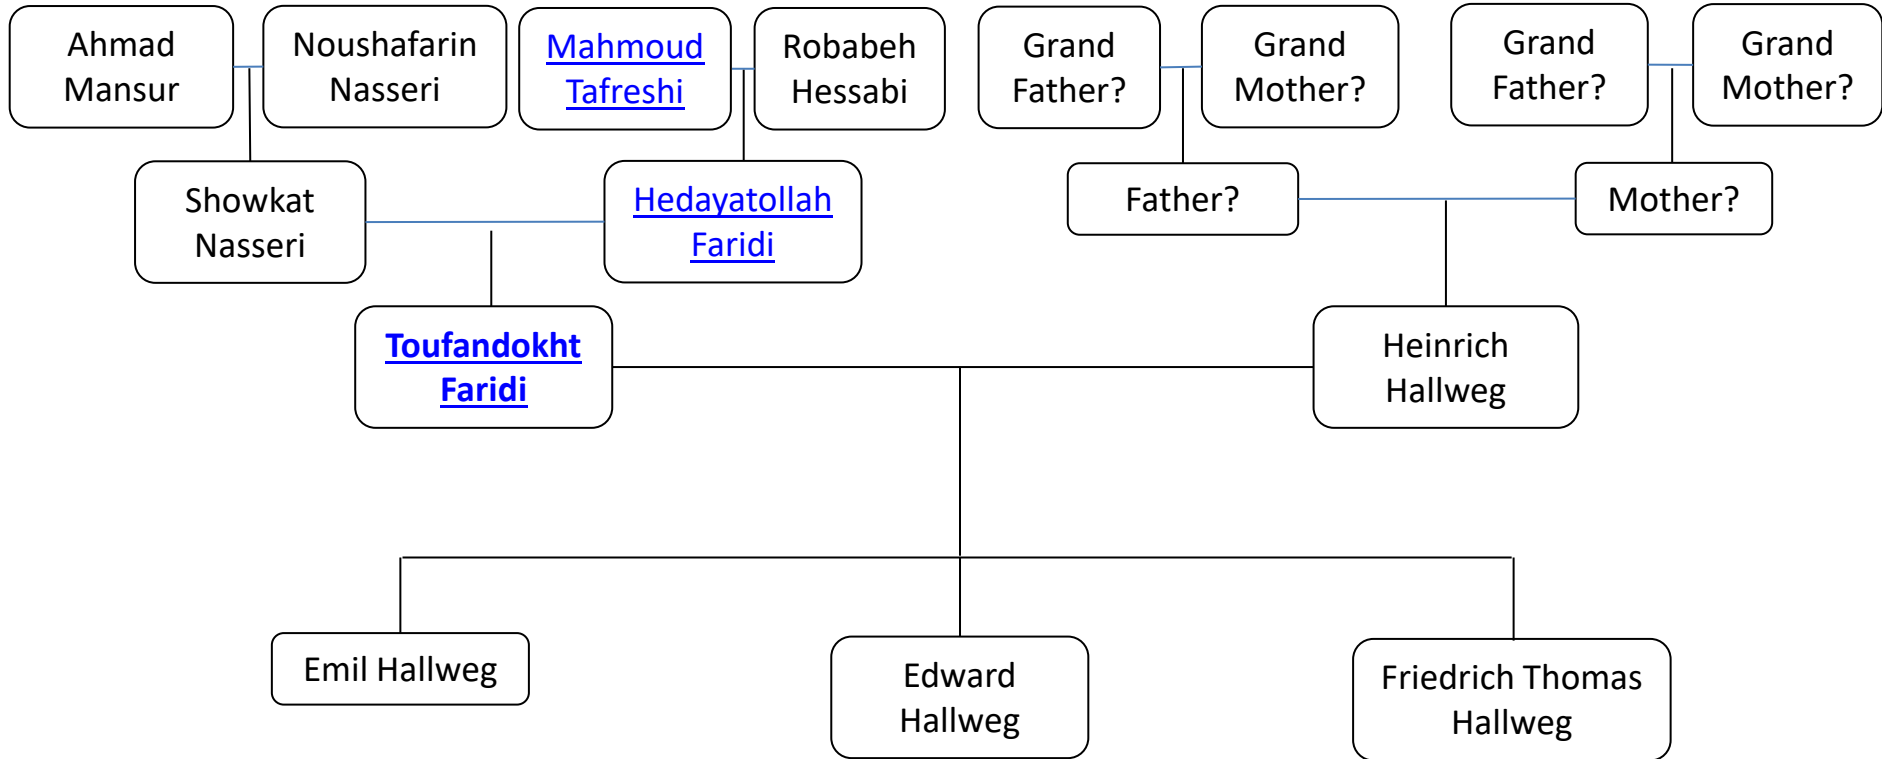 Ahmad
Mansur
Noushafarin
Nasseri
Mahmoud
Tafreshi
Robabeh
Hessabi
Grand
Father?
Grand
Mother?
Grand
Father?
Grand
Mother?
Showkat
Nasseri
Hedayatollah
Faridi
Father?
Mother?
Toufandokht
Faridi
Heinrich
Hallweg
Emil Hallweg
Edward
Hallweg
Friedrich Thomas
Hallweg